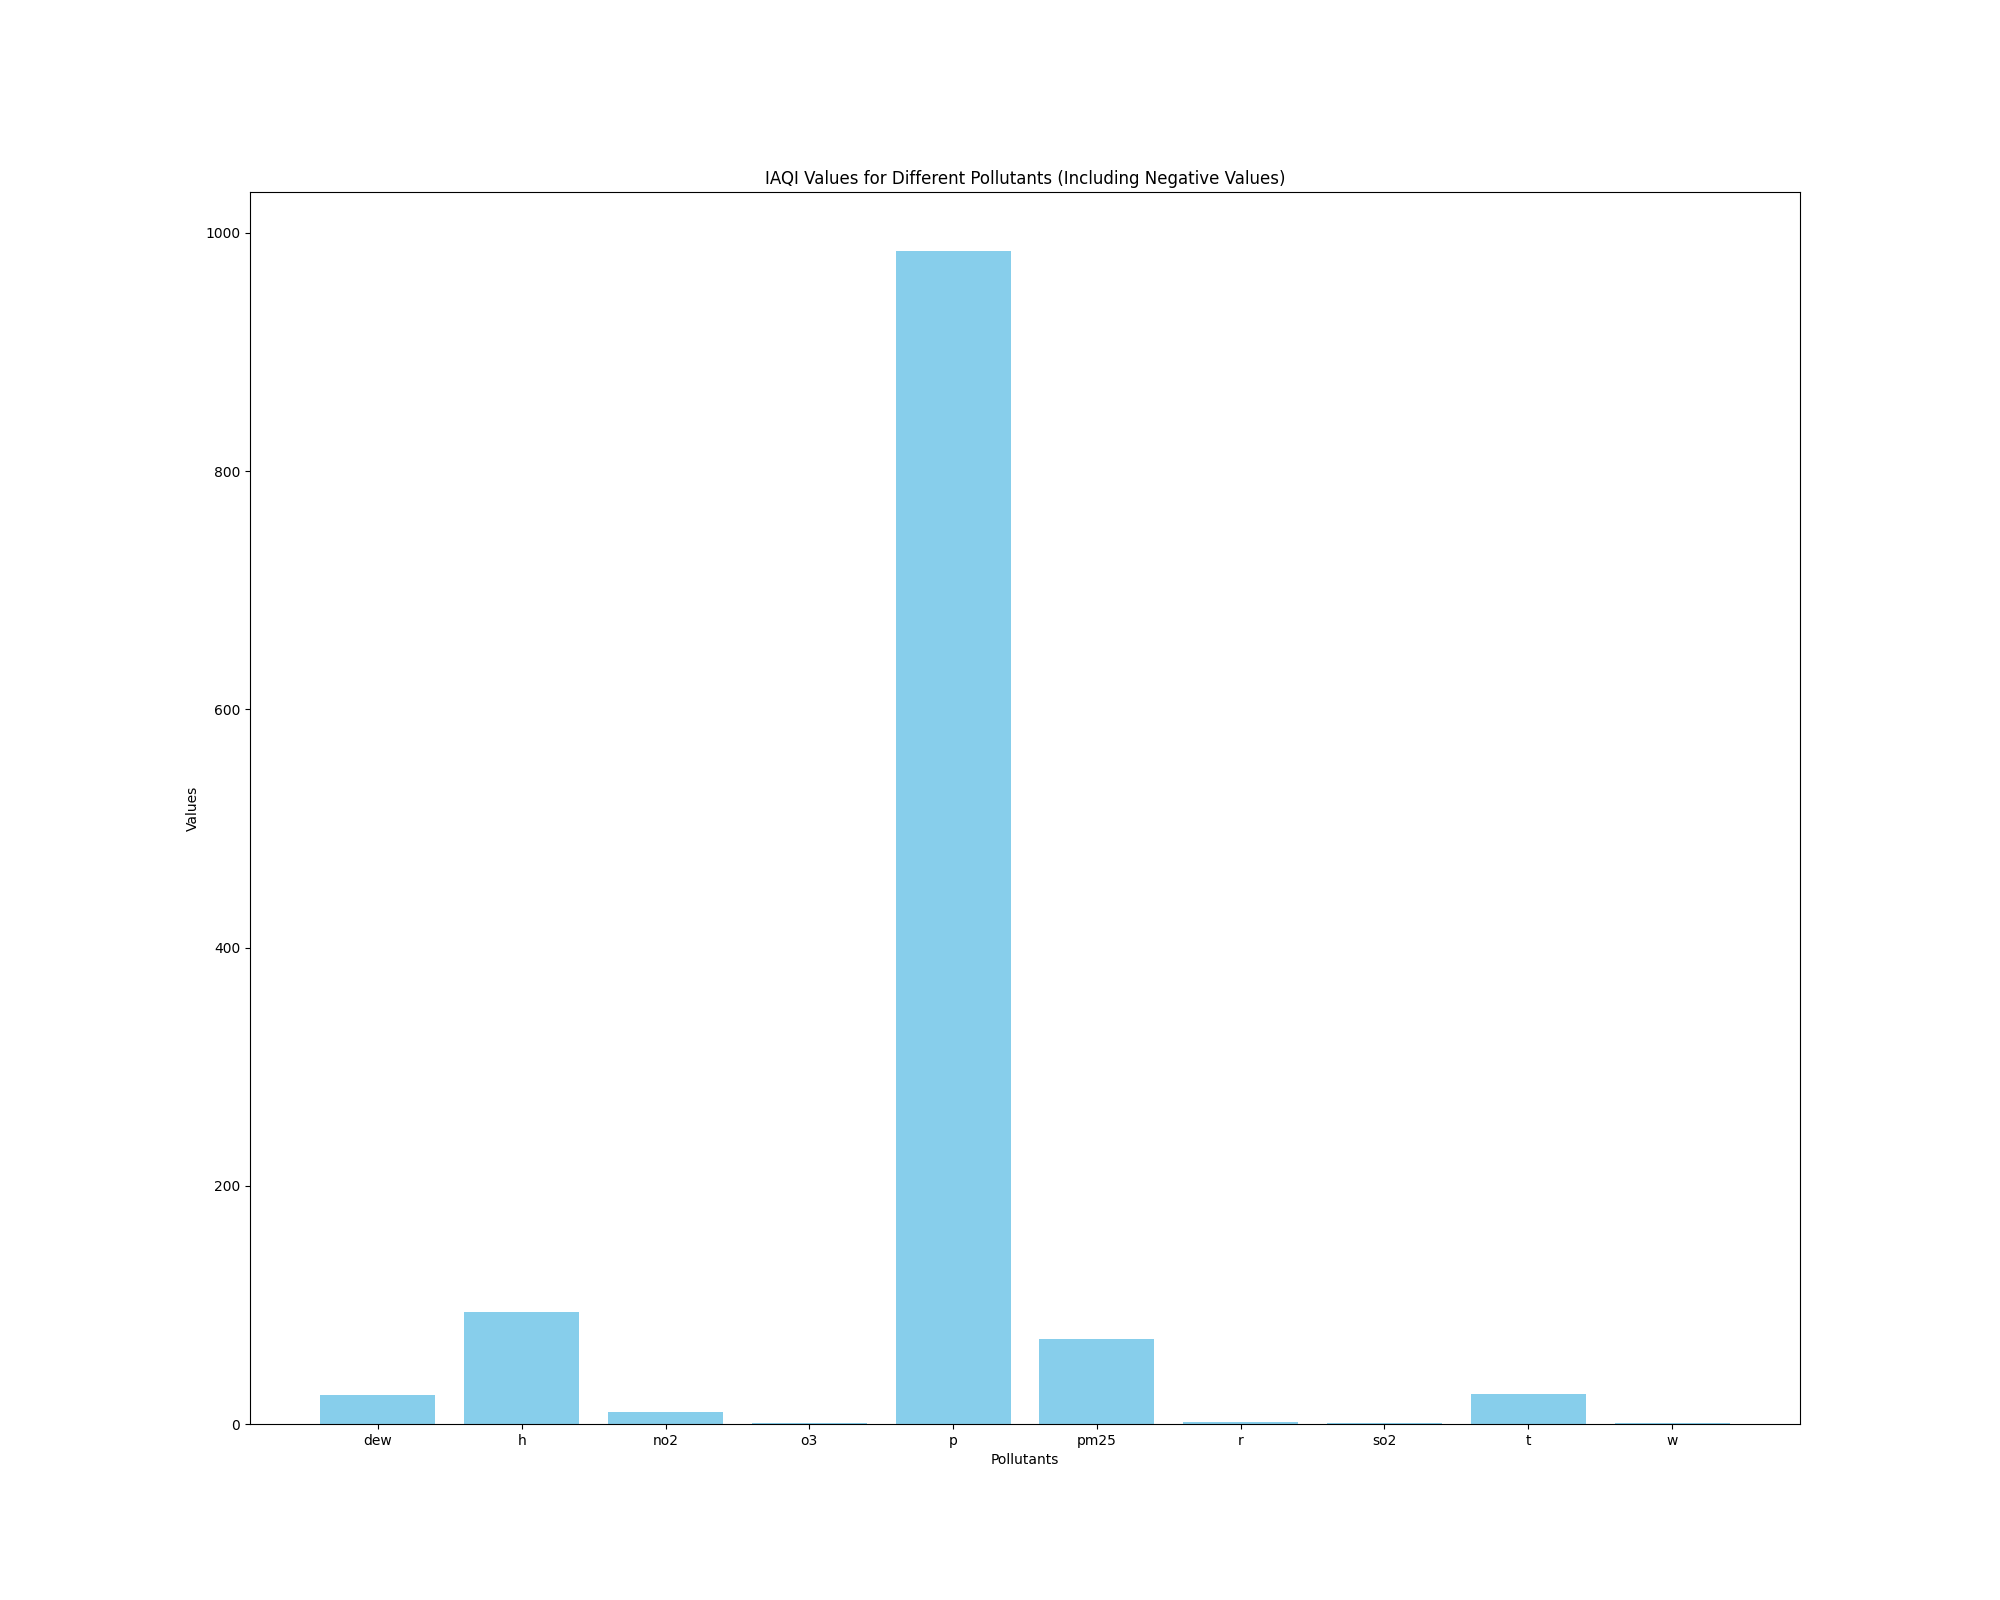 IAQI Values for Different Pollutants (Including Negative Values)
1000
800
600
400
200
0
Values
dew h no2 o3 p pm25 r so2 t w
Pollutants